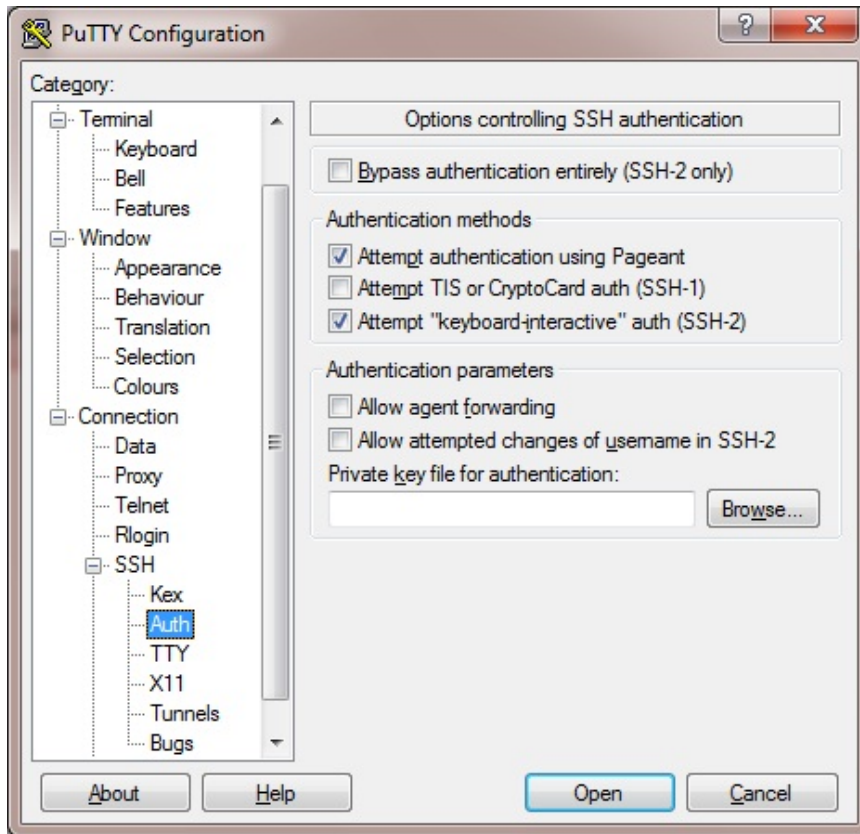 PuTTY Configuration
Category:
Terminal
Keyboard
Bell
Features
Window
Appearance
Behaviour
Translation
Selection
Colours
Connection
Data
Proxy
Telnet
Rlogin
SSH
Kex
Auth
TTY
X11
Tunnels
Bugs
Options controlling SSH authentication
Bypass authentication entirely (SSH-2 only)
Authentication methods
Attempt authentication using Pageant
Attempt TIS or CryptoCard auth (SSH-1)
Attempt "keyboard-interactive" auth (SSH-2)
Authentication parameters
Allow agent forwarding
Allow attempted changes of username in SSH-2
Private key file for authentication:
Browse...
About
Help
Open
Cancel